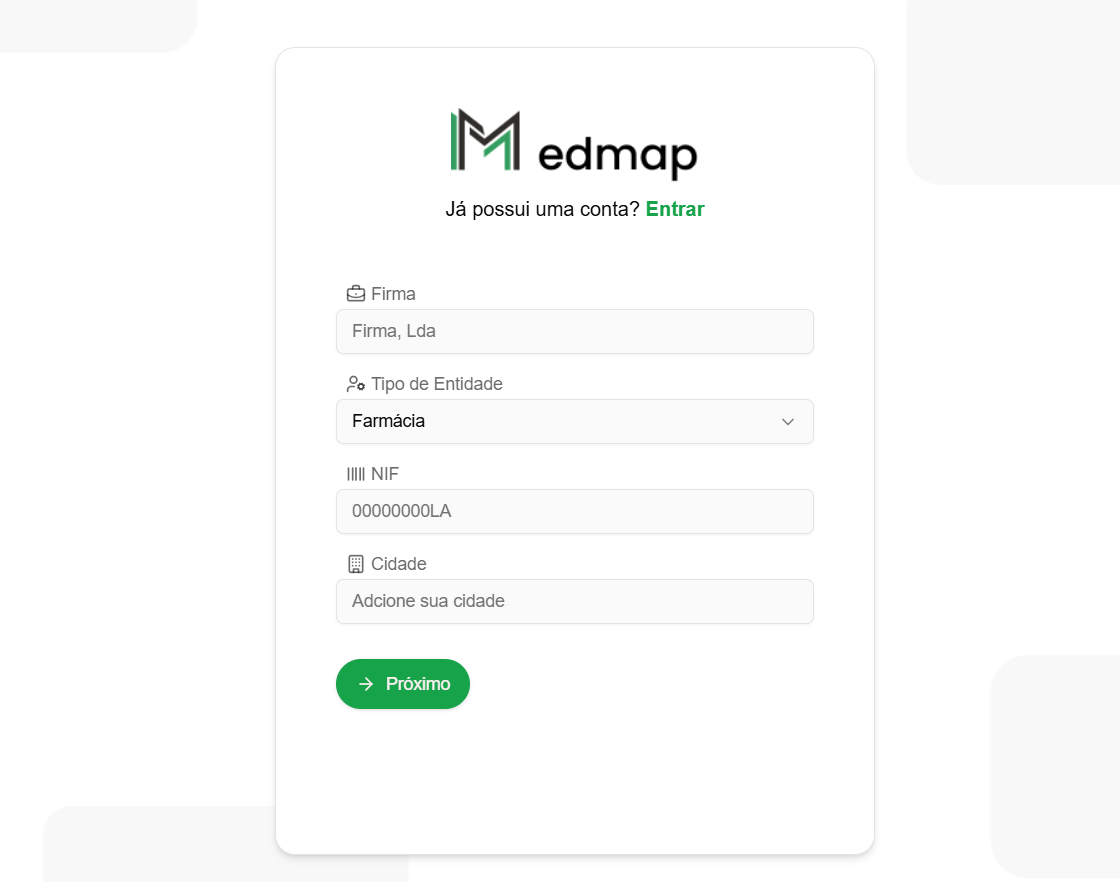 Medmap
Já possui uma conta? Entrar
Firma
Firma, Lda
Tipo de Entidade
Farmácia
NIF
00000000LA
Cidade
Adcione sua cidade
Próximo